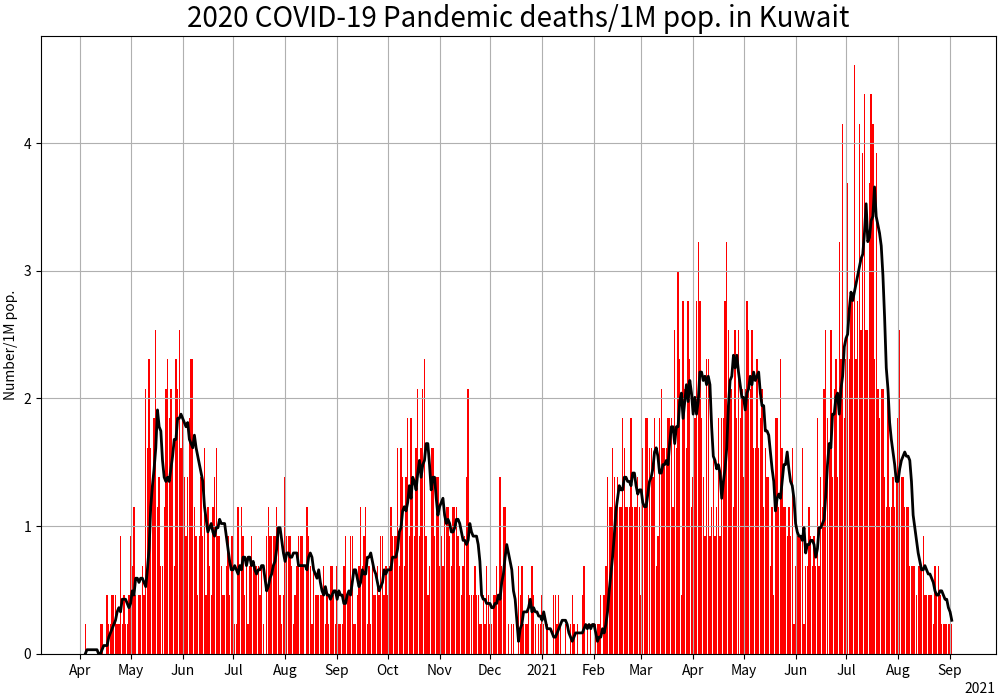 2020 COVID-19 Pandemic deaths/1M pop. in Kuwait
Number/1M pop.
4
3
2
1
0
Apr May Jun Jul Aug Sep Oct Nov Dec 2021 Feb Mar Apr May Jun Jul Aug Sep
2021